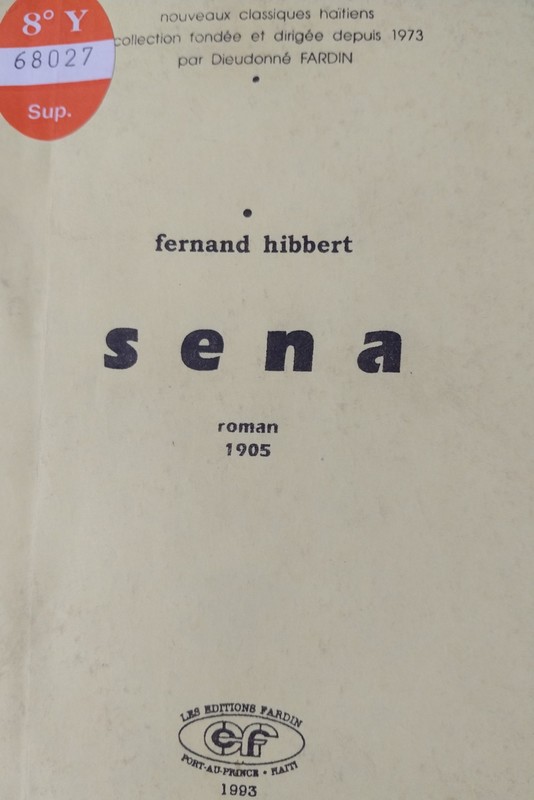 8° Y
68027
Sup.
nouveaux classiques haïtiens
collection fondée et dirigée depuis 1973
par Dieudonné FARDIN
fernand hibbert
sena
roman
1905
LES EDITIONS FARDIN
ef
PORT-AU-PRINCE • HAITI
1993